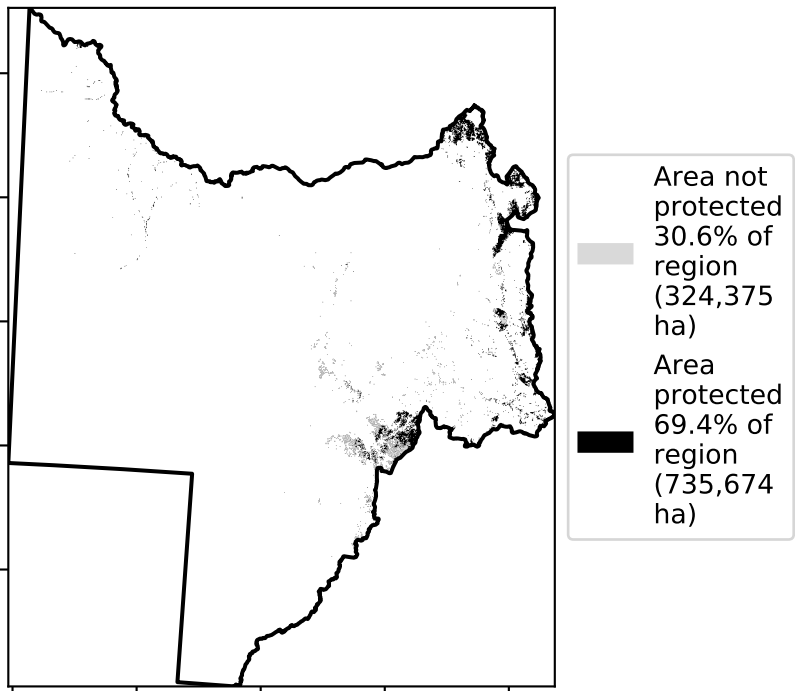 Area not
protected
30.6% of
region
(324,375
ha)
Area
protected
69.4% of
region
(735,674
ha)